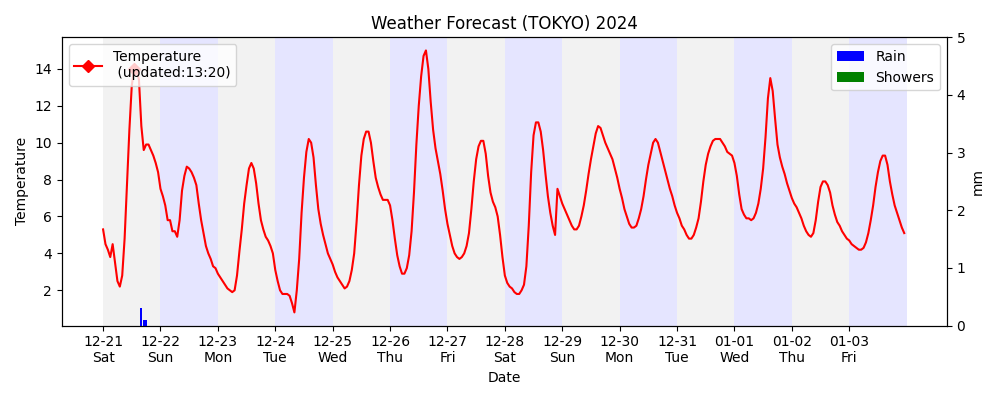 Weather Forecast (TOKYO) 2024
Temperature
(updated:13:20)
Rain
Showers
Temperature
14
12
10
8
6
4
2
5
4
3
2
1
0
mm
12-21 12-22 12-23 12-24 12-25 12-26 12-27 12-28 12-29 12-30 12-31 01-01 01-02 01-03
Sat Sun Mon Tue Wed Thu Fri Sat Sun Mon Tue Wed Thu Fri
Date